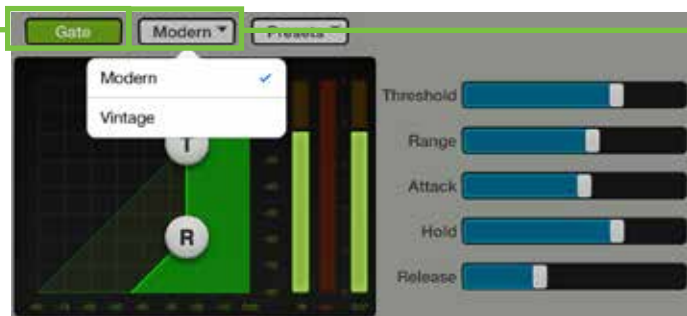 Gate Modern Presets
Modern
Vintage
T
R
Threshold
Range
Attack
Hold
Release